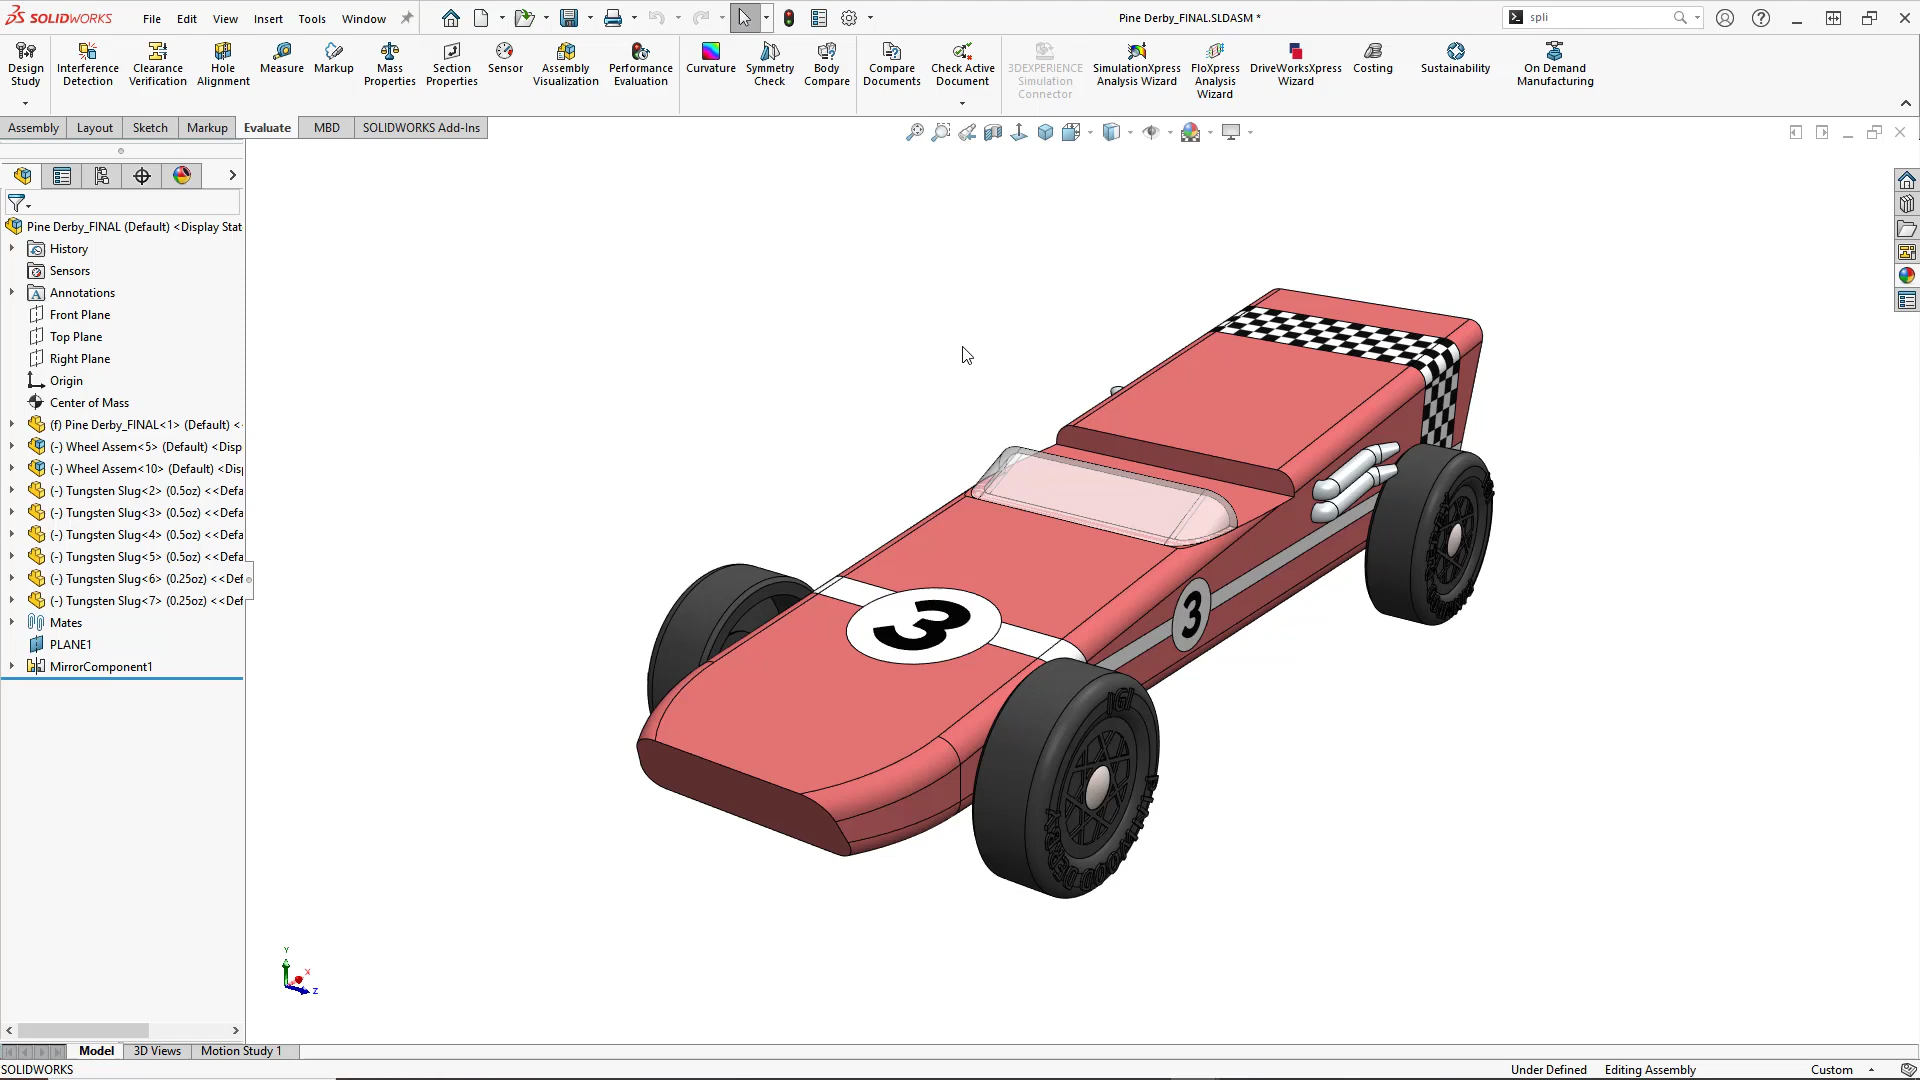 SOLIDWORKS
File Edit View Insert Tools Window
Pine Derby_FINAL.SLDASM *
spli
Design Study
Interference Detection
Clearance Verification
Hole Alignment
Measure
Markup
Mass Properties
Section Properties
Sensor
Assembly Visualization
Performance Evaluation
Curvature
Symmetry Check
Body Compare
Compare Documents
Check Active Document
3DEXPERIENCE Simulation Connector
SimulationXpress Analysis Wizard
FloXpress Analysis Wizard
DriveWorksXpress Wizard
Costing
Sustainability
On Demand Manufacturing
Assembly Layout Sketch Markup Evaluate MBD SOLIDWORKS Add-Ins
Pine Derby_FINAL (Default) <Display Stat
History
Sensors
A Annotations
Front Plane
Top Plane
Right Plane
Origin
Center of Mass
(f) Pine Derby_FINAL<1> (Default) <
(-) Wheel Assem<5> (Default) <Disp
(-) Wheel Assem<10> (Default) <Dis
(-) Tungsten Slug<2> (0.5oz) <<Defa
(-) Tungsten Slug<3> (0.5oz) <<Defa
(-) Tungsten Slug<4> (0.5oz) <<Defa
(-) Tungsten Slug<5> (0.5oz) <<Defa
(-) Tungsten Slug<6> (0.25oz) <<Def
(-) Tungsten Slug<7> (0.25oz) <<Def
Mates
PLANE1
MirrorComponent1
3
3
Y
X
Z
Model 3D Views Motion Study 1
SOLIDWORKS
Under Defined Editing Assembly Custom